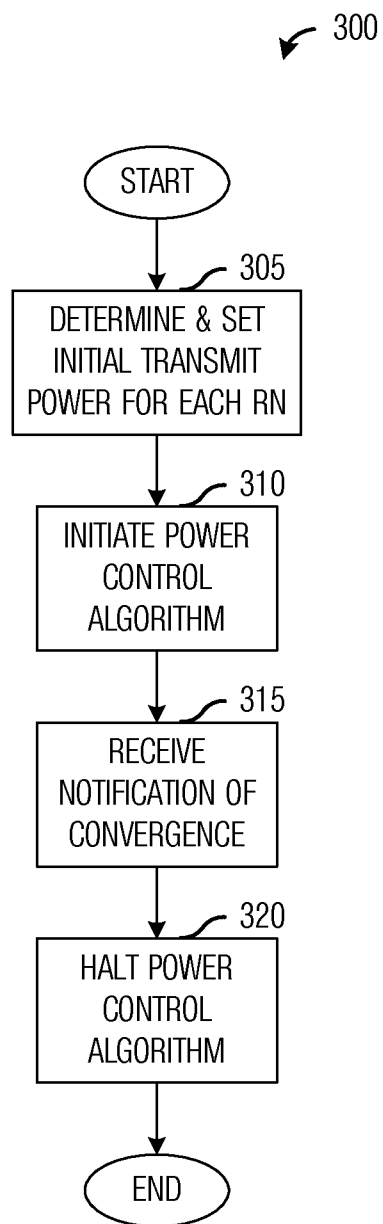 300
START
305
DETERMINE & SET
INITIAL TRANSMIT
POWER FOR EACH RN
310
INITIATE POWER
CONTROL
ALGORITHM
315
RECEIVE
NOTIFICATION OF
CONVERGENCE
320
HALT POWER
CONTROL
ALGORITHM
END